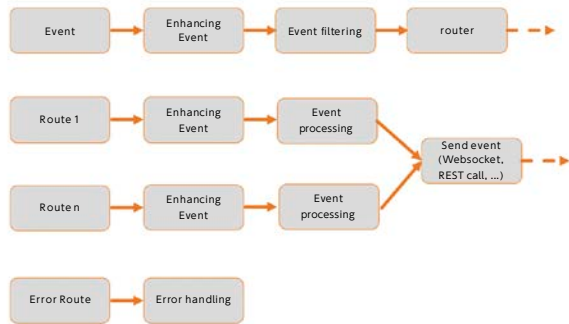 Event
Enhancing
Event
Event filtering
router
Route 1
Enhancing
Event
Event
processing
Send event
(Websocket,
REST call, ...)
Route n
Enhancing
Event
Event
processing
Error Route
Error handling